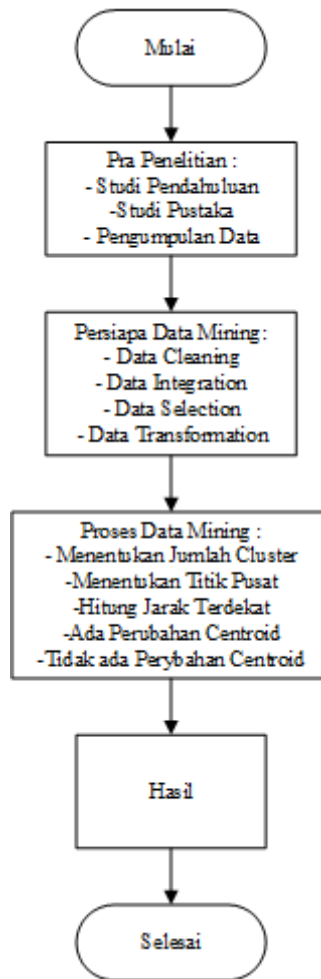 Mulai
Pra Penelitian :
- Studi Pendahuluan
-Studi Pustaka
- Pengumpulan Data
Persiapa Data Mining:
- Data Cleaning
- Data Integration
- Data Selection
- Data Transformation
Proses Data Mining :
- Menentukan Jumlah Cluster
-Menentukan Titik Pusat
-Hitung Jarak Terdekat
-Ada Perubahan Centroid
-Tidak ada Perybahan Centroid
Hasil
Selesai